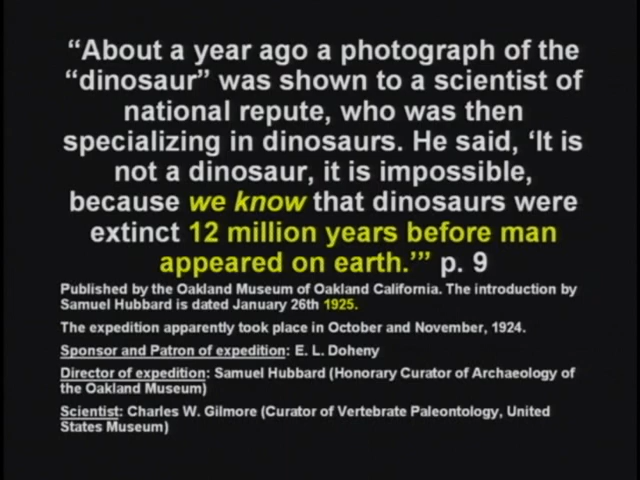 “About a year ago a photograph of the
“dinosaur” was shown to a scientist of
national repute, who was then
specializing in dinosaurs. He said, ‘It is
not a dinosaur, it is impossible,
because we know that dinosaurs were
extinct 12 million years before man
appeared on earth.’” p. 9
Published by the Oakland Museum of Oakland California. The introduction by
Samuel Hubbard is dated January 26th 1925.
The expedition apparently took place in October and November, 1924.
Sponsor and Patron of expedition: E. L. Doheny
Director of expedition: Samuel Hubbard (Honorary Curator of Archaeology of
the Oakland Museum)
Scientist: Charles W. Gilmore (Curator of Vertebrate Paleontology, United
States Museum)